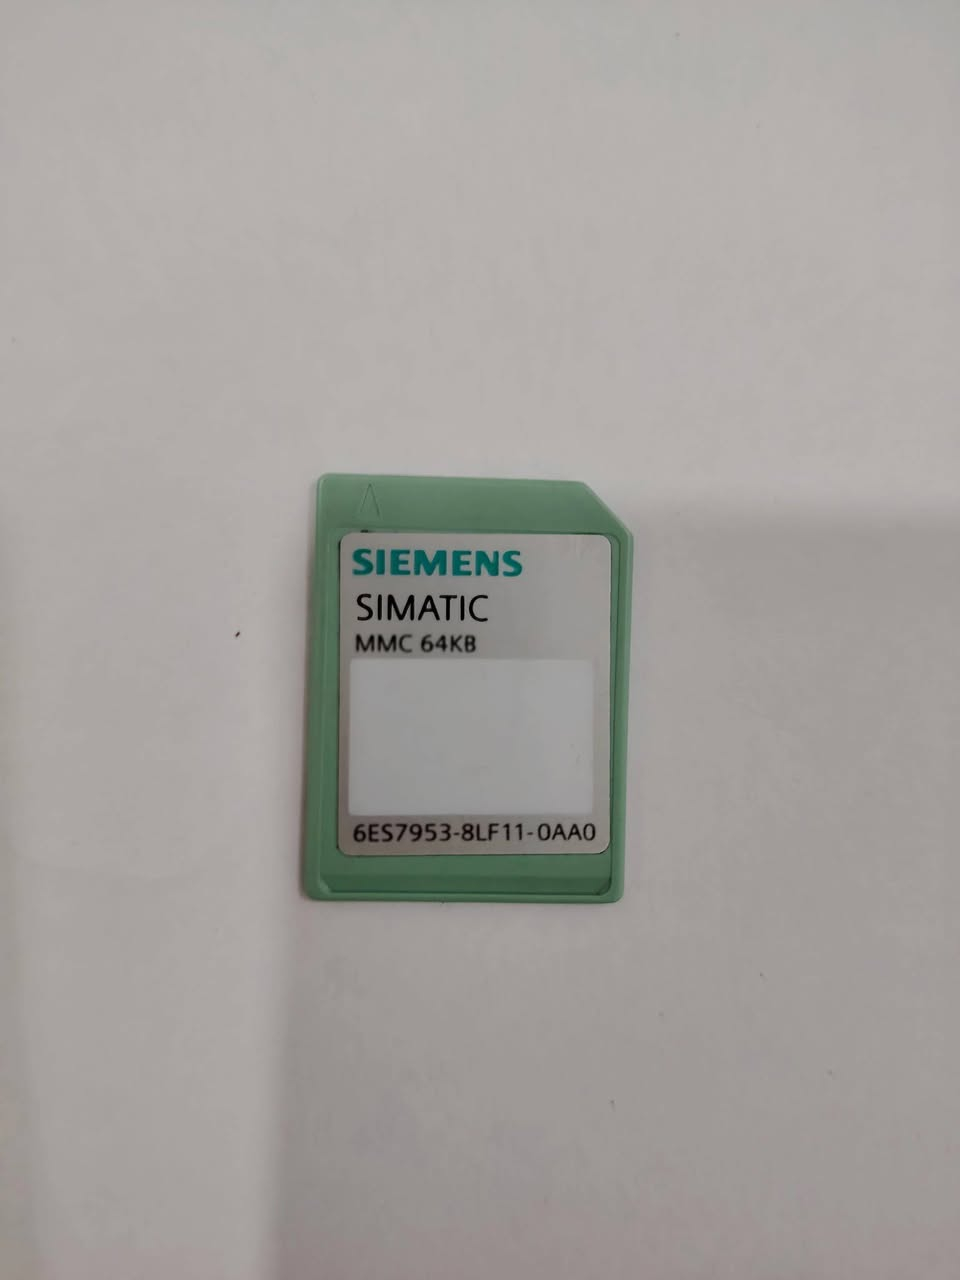 SIEMENS
SIMATIC
MMC 64KB
6ES7953-8LF11-0AA0